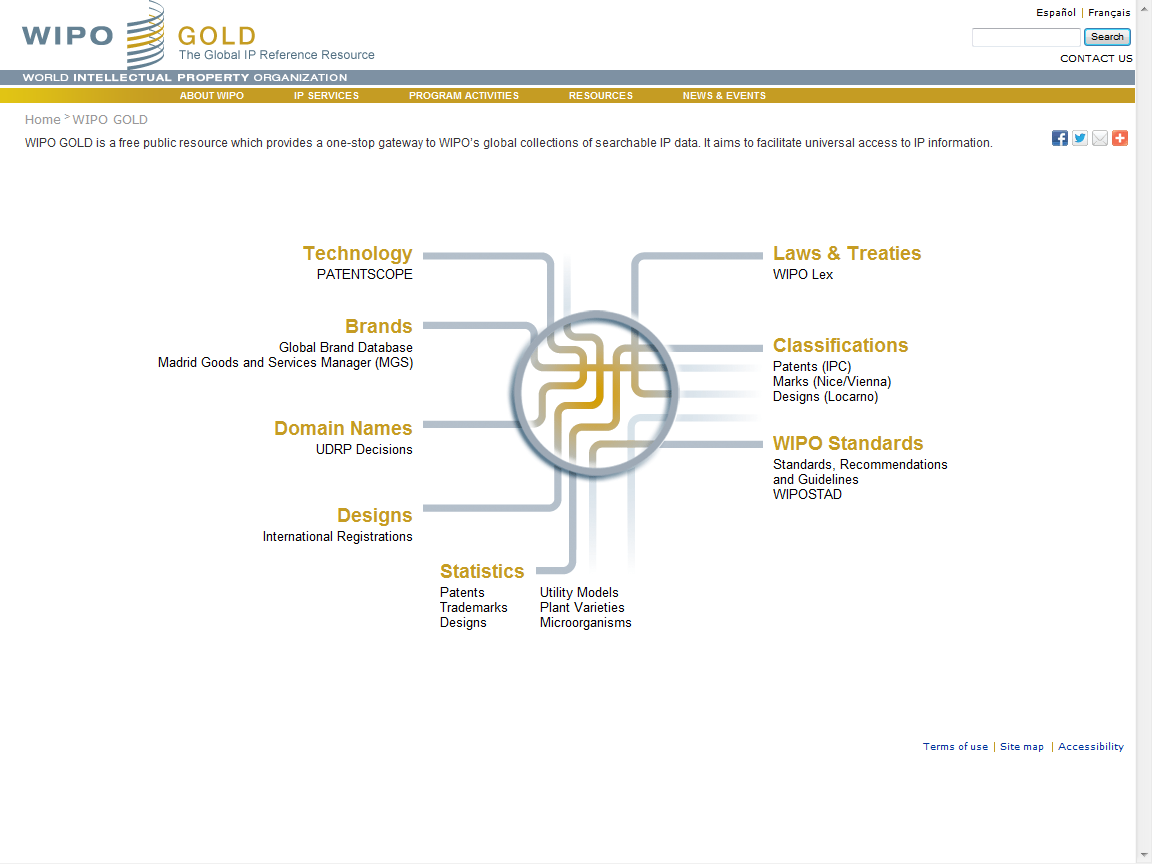 Español | Français
WIPO
GOLD
The Global IP Reference Resource
Search
CONTACT US
WORLD INTELLECTUAL PROPERTY ORGANIZATION
ABOUT WIPO IP SERVICES PROGRAM ACTIVITIES RESOURCES NEWS & EVENTS
Home > WIPO GOLD
WIPO GOLD is a free public resource which provides a one-stop gateway to WIPO's global collections of searchable IP data. It aims to facilitate universal access to IP information.
Technology
PATENTSCOPE
Brands
Global Brand Database
Madrid Goods and Services Manager (MGS)
Domain Names
UDRP Decisions
Designs
International Registrations
Statistics
Patents Utility Models
Trademarks Plant Varieties
Designs Microorganisms
Laws & Treaties
WIPO Lex
Classifications
Patents (IPC)
Marks (Nice/Vienna)
Designs (Locarno)
WIPO Standards
Standards, Recommendations
and Guidelines
WIPOSTAD
Terms of use | Site map | Accessibility